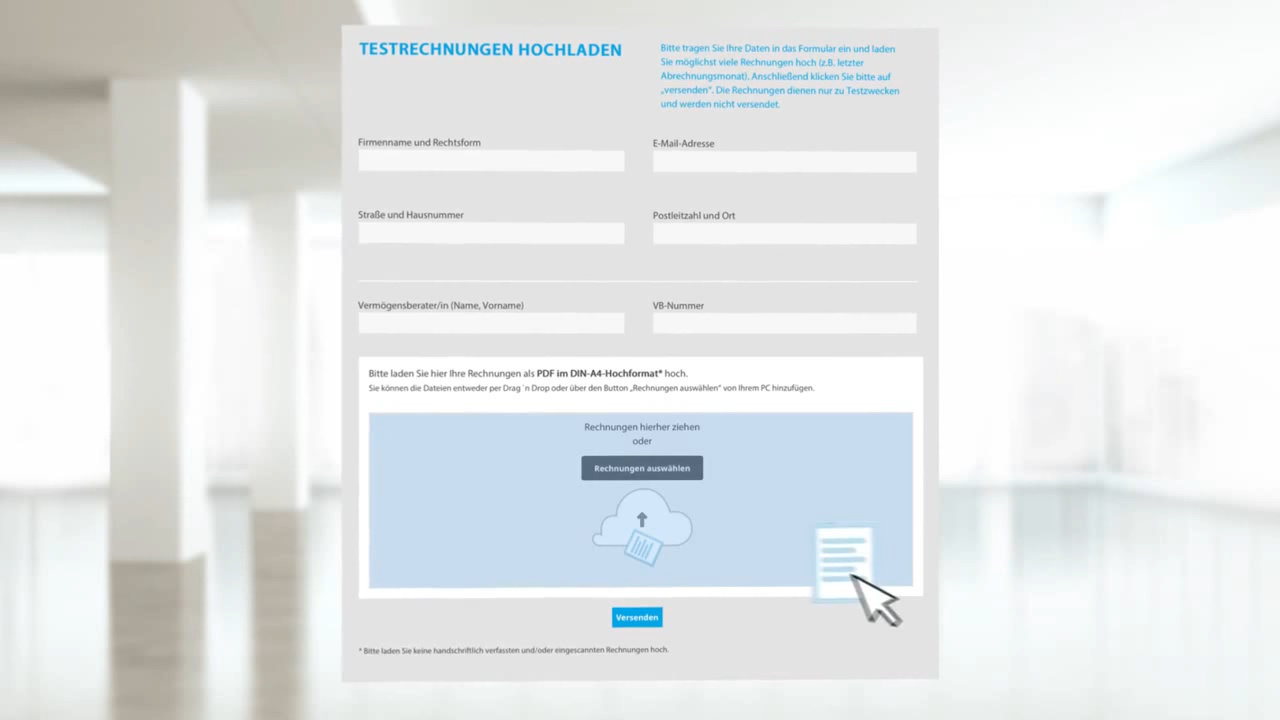 TESTRECHNUNGEN HOCHLADEN
Bitte tragen Sie Ihre Daten in das Formular ein und laden
Sie möglichst viele Rechnungen hoch (z.B. letzter
Abrechnungsmonat). Anschließend klicken Sie bitte auf
„versenden“. Die Rechnungen dienen nur zu Testzwecken
und werden nicht versendet.
Firmenname und Rechtsform
E-Mail-Adresse
Straße und Hausnummer
Postleitzahl und Ort
Vermögensberater/in (Name, Vorname)
VB-Nummer
Bitte laden Sie hier Ihre Rechnungen als PDF im DIN-A4-Hochformat* hoch.
Sie können die Dateien entweder per Drag ´n Drop oder über den Button „Rechnungen auswählen“ von Ihrem PC hinzufügen.
Rechnungen hierher ziehen
oder
Rechnungen auswählen
Versenden
* Bitte laden Sie keine handschriftlich verfassten und/oder eingescannten Rechnungen hoch.